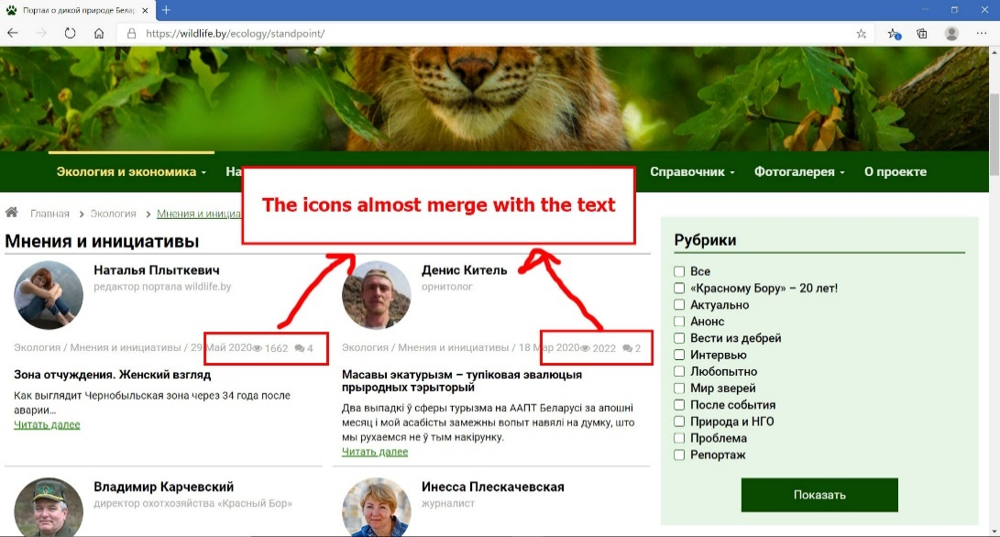 Портал о дикой природе Бела
https://wildlife.by/ecology/standpoint/
Экология и экономика
На
Справочник
Фотогалерея
О проекте
The icons almost merge with the text
Главная > Экология > Мнения и инициа
Мнения и инициативы
Наталья Плыткевич
редактор портала wildlife.by
Экология / Мнения и инициативы / 29 Май 2020 1662 4
Зона отчуждения. Женский взгляд
Как выглядит Чернобыльская зона через 34 года после
аварии...
Читать далее
Денис Китель
орнитолог
Экология / Мнения и инициативы / 18 Мар 2020 2022 2
Масавы экатурызм – тупіковая эвалюцыя
прыродных тэрыторый
Два выпадкі ў сферы турызма на ААПТ Беларусі за апошні
месяц і мой асабісты замежны вопыт навялі на думку, што
мы рухаемся не ў тым накірунку.
Читать далее
Владимир Карчевский
директор охотхозяйства «Красный Бор»
Инесса Плескачевская
журналист
Рубрики
Все
«Красному Бору» – 20 лет!
Актуально
Анонс
Вести из дебрей
Интервью
Любопытно
Мир зверей
После события
Природа и НГО
Проблема
Репортаж
Показать